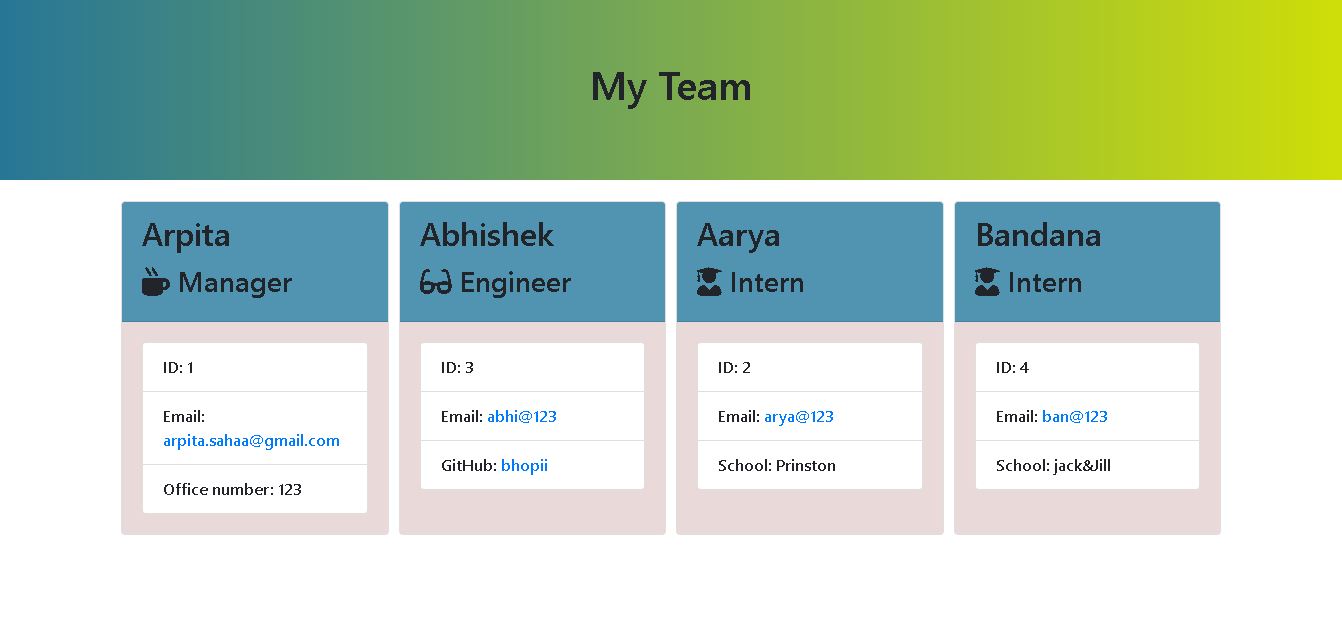 My Team
Arpita
Manager
ID: 1
Email:
arpita.sahaa@gmail.com
Office number: 123
Abhishek
Engineer
ID: 3
Email: abhi@123
GitHub: bhopii
Aarya
Intern
ID: 2
Email: arya@123
School: Prinston
Bandana
Intern
ID: 4
Email: ban@123
School: jack&Jill